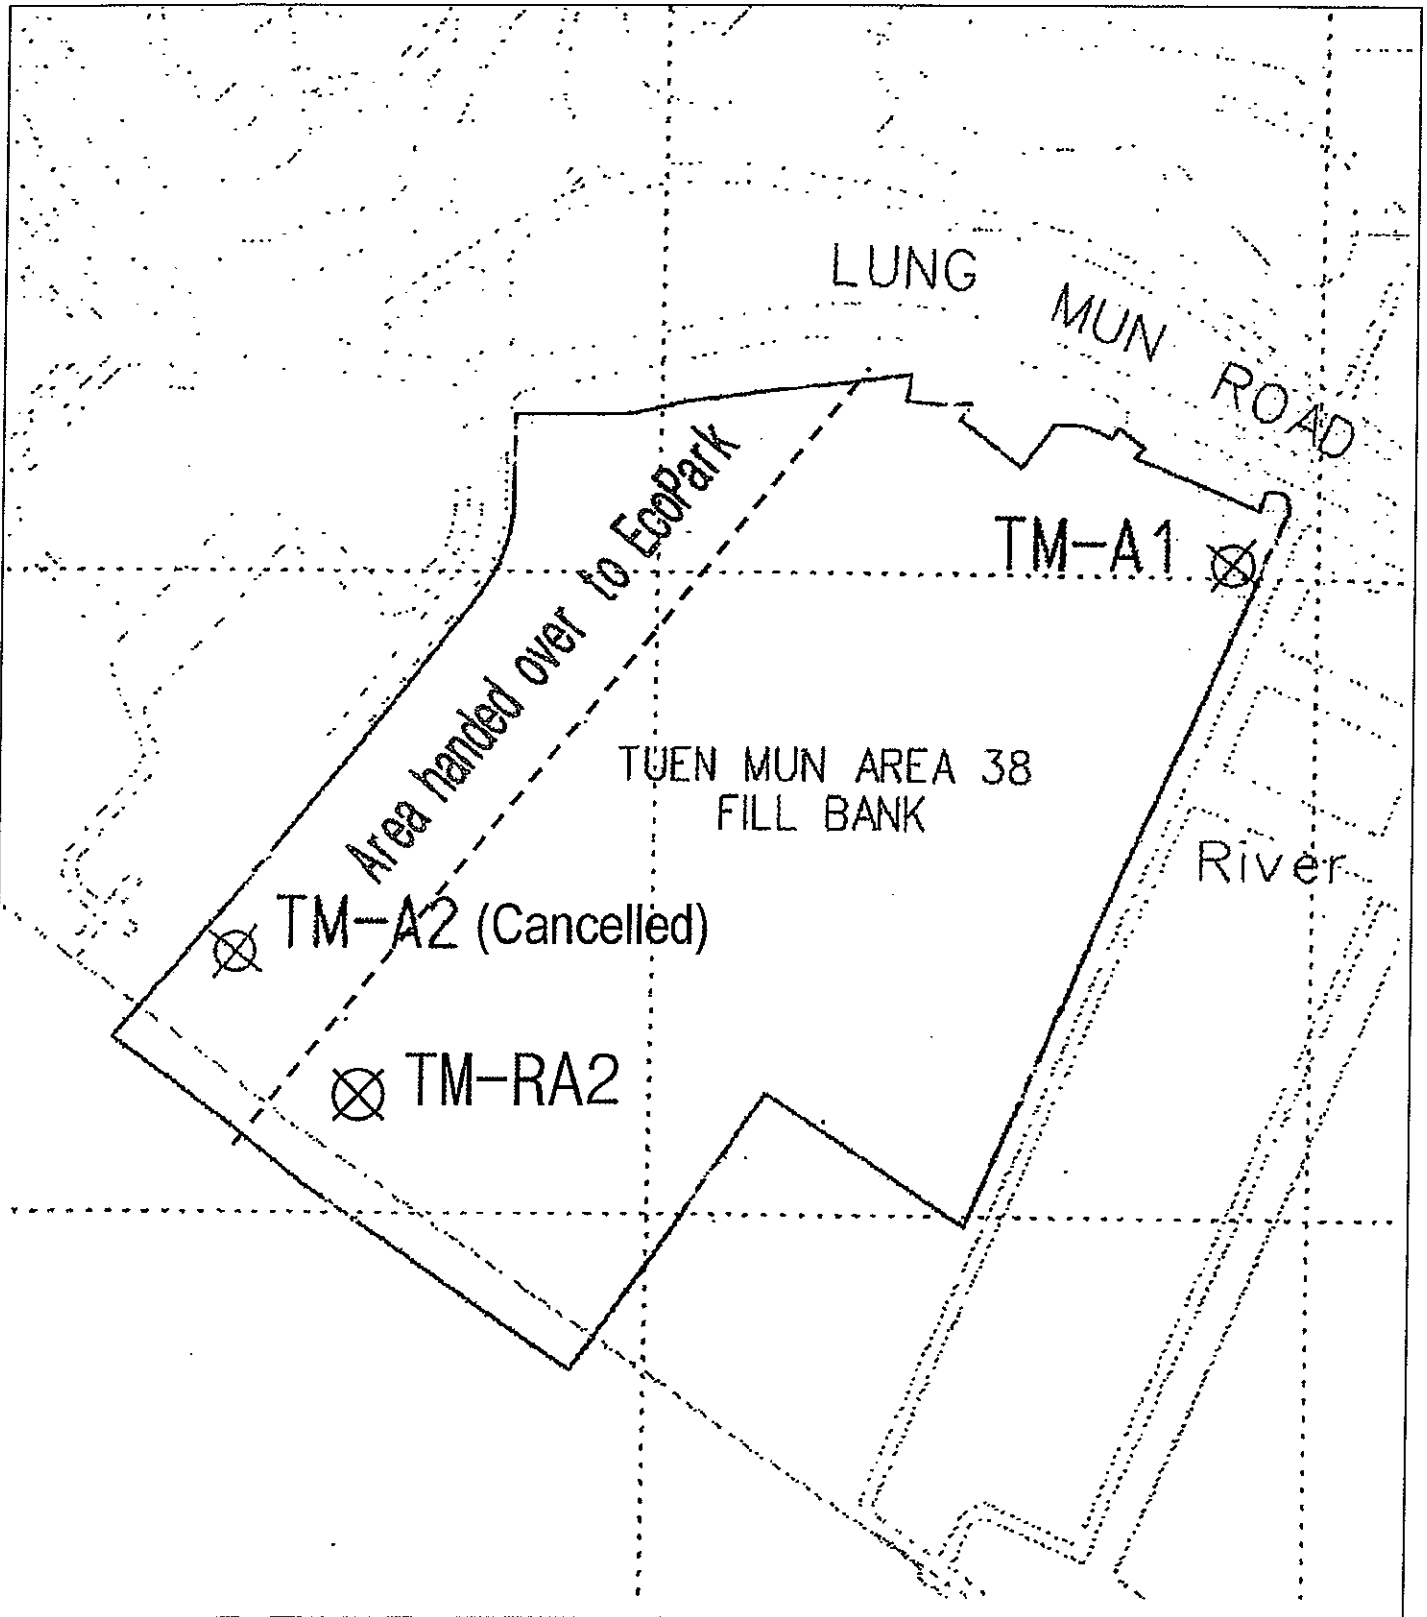 LUNG MUN ROAD
TM-A1
Area handed over to EcoPark
TUEN MUN AREA 38
FILL BANK
River
TM-A2 (Cancelled)
TM-RA2